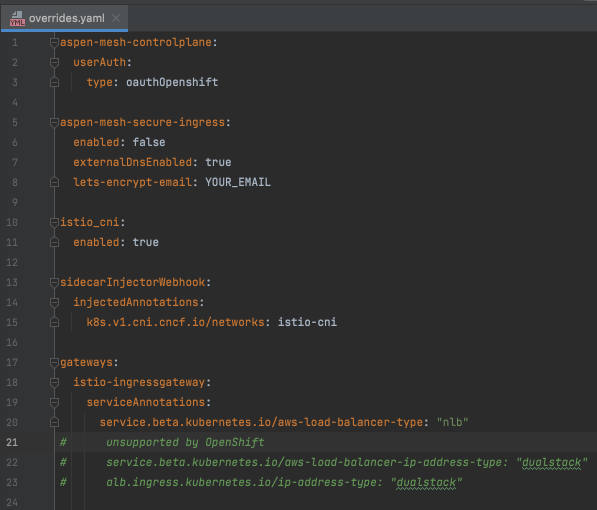 overrides.yaml
1 aspen-mesh-controlplane:
2   userAuth:
3     type: oauthOpenshift
4
5 aspen-mesh-secure-ingress:
6   enabled: false
7   externalDnsEnabled: true
8   lets-encrypt-email: YOUR_EMAIL
9
10 istio_cni:
11   enabled: true
12
13 sidecarInjectorWebhook:
14   injectedAnnotations:
15     k8s.v1.cni.cncf.io/networks: istio-cni
16
17 gateways:
18   istio-ingressgateway:
19     serviceAnnotations:
20       service.beta.kubernetes.io/aws-load-balancer-type: "nlb"
21 #      unsupported by OpenShift
22 #      service.beta.kubernetes.io/aws-load-balancer-ip-address-type: "dualstack"
23 #      alb.ingress.kubernetes.io/ip-address-type: "dualstack"
24